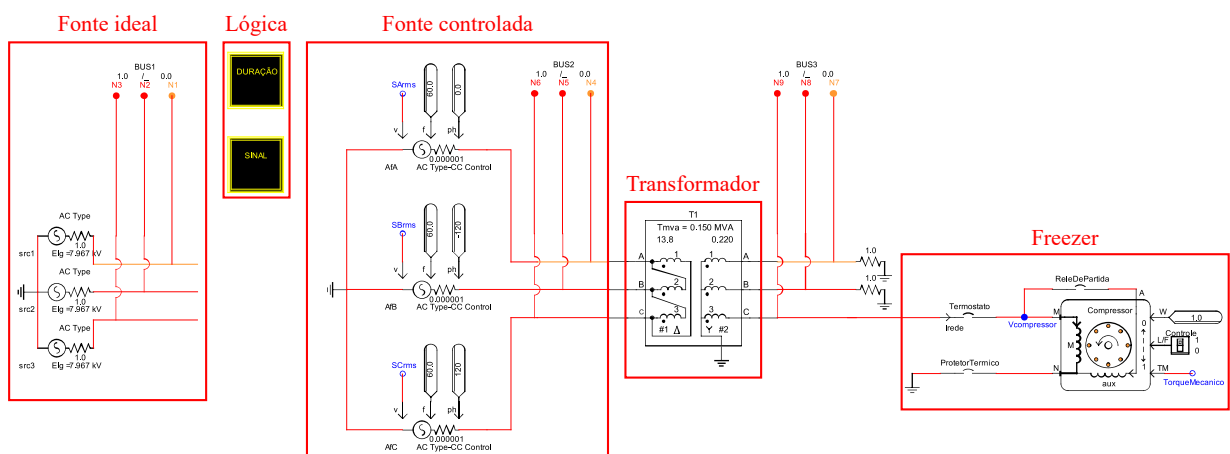 Fonte ideal
BUS1
1.0 /_ 0.0
N3 N2 N1
AC Type
1.0
src1
Elg =7.967 kV
AC Type
1.0
src2
Elg =7.967 kV
AC Type
1.0
src3
Elg =7.967 kV
Lógica
DURAÇÃO
SINAL
Fonte controlada
BUS2
1.0 /_ 0.0
N6 N5 N4
SArms
60.0
0.0
v f ph
0.000001
AfA AC Type-CC Control
SBrms
60.0
-120
v f ph
0.000001
AfB AC Type-CC Control
SCrms
60.0
120
v f ph
0.000001
AfC AC Type-CC Control
Transformador
T1
Tmva = 0.150 MVA
13.8 0.220
A 1 1 A
B 2 2 B
C 3 3 C
#1 Δ Y #2
BUS3
1.0 /_ 0.0
N9 N8 N7
1.0
1.0
Freezer
ReleDePartida
A
Termostato
Irede
Vcompressor
M
Compressor
W
1.0
0
1
M
L/F
Controle
1
0
ProtetorTermico
N
aux
TM
TorqueMecanico